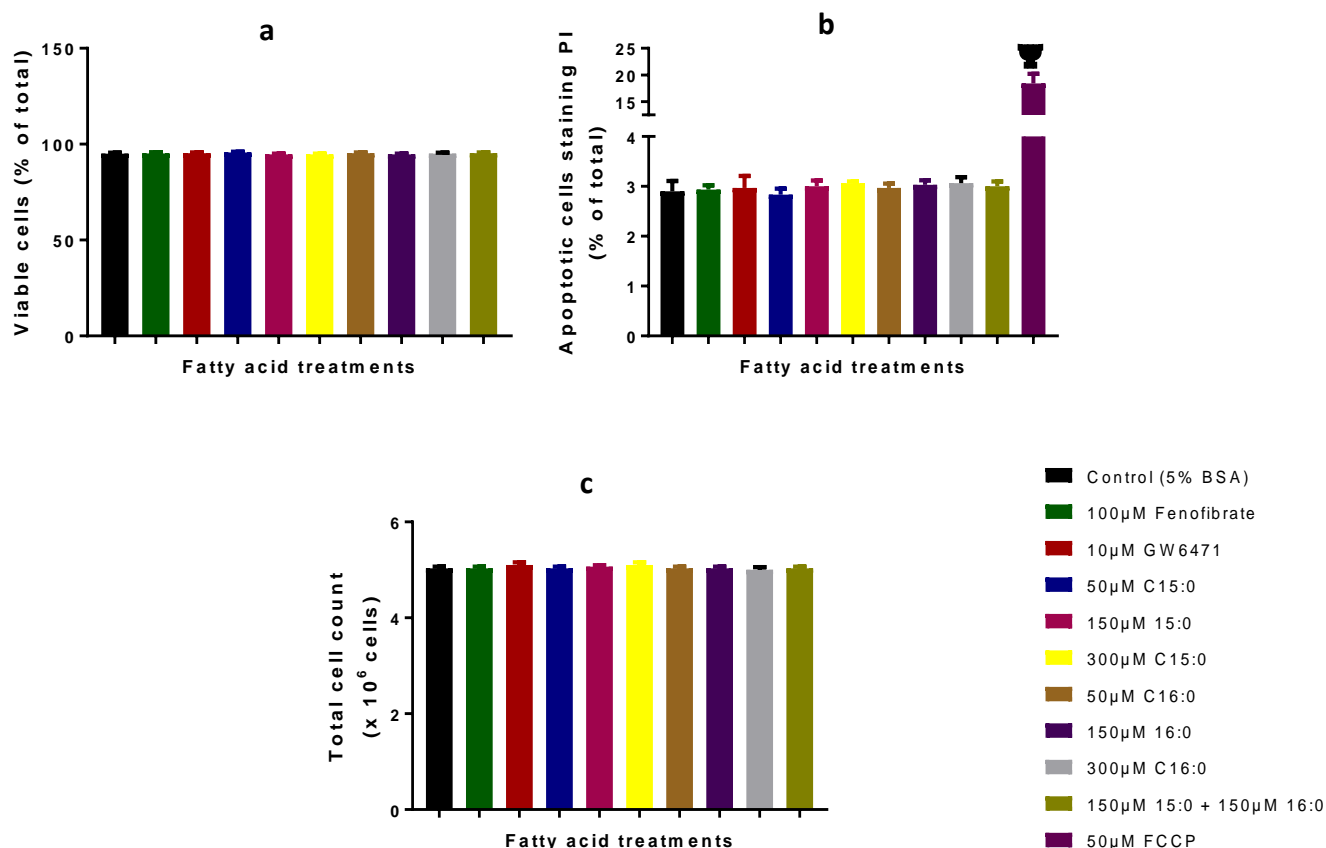 a
Viable cells (% of total)
150
100
50
0
Fatty acid treatments
b
Apoptotic cells staining PI
(% of total)
25
20
15
4
3
2
1
0
Fatty acid treatments
c
Total cell count
(x 10⁶ cells)
6
4
2
0
Fatty acid treatments
Control (5% BSA)
100µM Fenofibrate
10µM GW6471
50µM C15:0
150µM 15:0
300µM C15:0
50µM C16:0
150µM 16:0
300µM C16:0
150µM 15:0 + 150µM 16:0
50µM FCCP